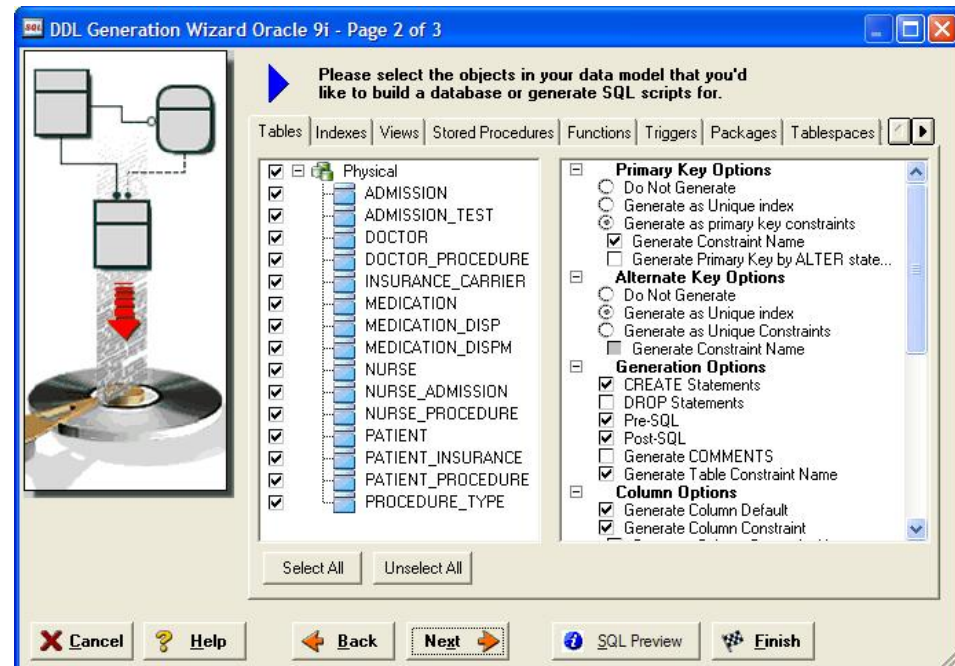 SQL
DDL Generation Wizard Oracle 9i - Page 2 of 3
Please select the objects in your data model that you'd
like to build a database or generate SQL scripts for.
Tables Indexes Views Stored Procedures Functions Triggers Packages Tablespaces
Physical
ADMISSION
ADMISSION_TEST
DOCTOR
DOCTOR_PROCEDURE
INSURANCE_CARRIER
MEDICATION
MEDICATION_DISP
MEDICATION_DISPM
NURSE
NURSE_ADMISSION
NURSE_PROCEDURE
PATIENT
PATIENT_INSURANCE
PATIENT_PROCEDURE
PROCEDURE_TYPE
Primary Key Options
Do Not Generate
Generate as Unique index
Generate as primary key constraints
Generate Constraint Name
Generate Primary Key by ALTER state...
Alternate Key Options
Do Not Generate
Generate as Unique index
Generate as Unique Constraints
Generate Constraint Name
Generation Options
CREATE Statements
DROP Statements
Pre-SQL
Post-SQL
Generate COMMENTS
Generate Table Constraint Name
Column Options
Generate Column Default
Generate Column Constraint
Select All Unselect All
Cancel Help Back Next SQL Preview Finish